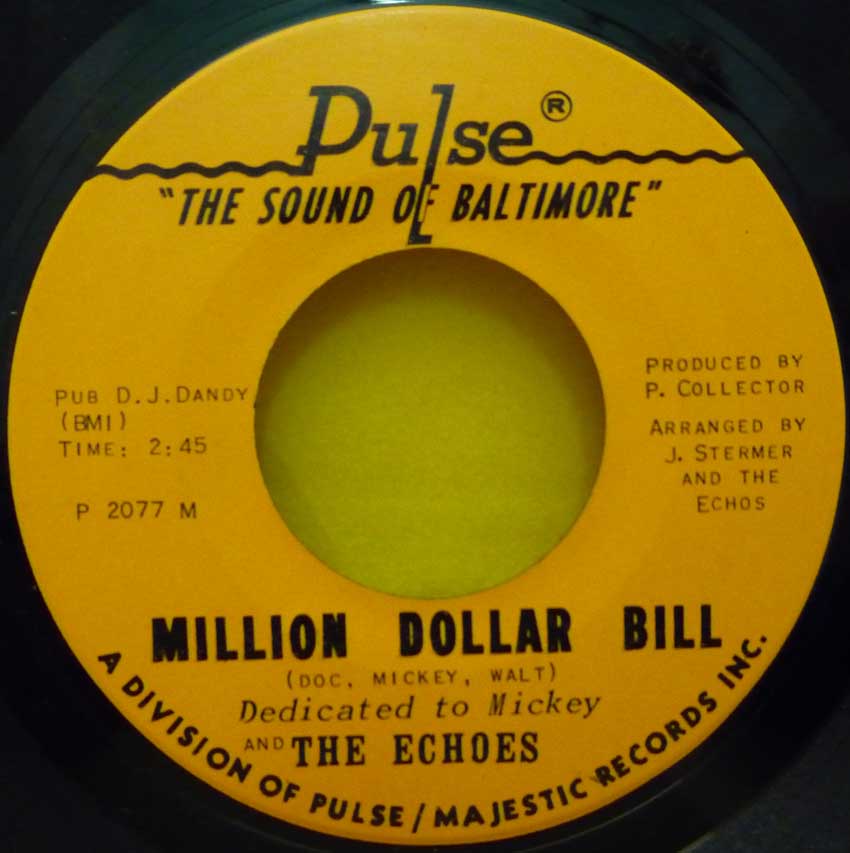 Pulse®
"THE SOUND OF BALTIMORE"
PUB D.J.DANDY
(BMI)
TIME: 2:45
P 2077 M
PRODUCED BY
P. COLLECTOR
ARRANGED BY
J. STERMER
AND THE
ECHOS
MILLION DOLLAR BILL
(DOC, MICKEY, WALT)
Dedicated to Mickey
AND THE ECHOES
A DIVISION OF PULSE/MAJESTIC RECORDS INC.